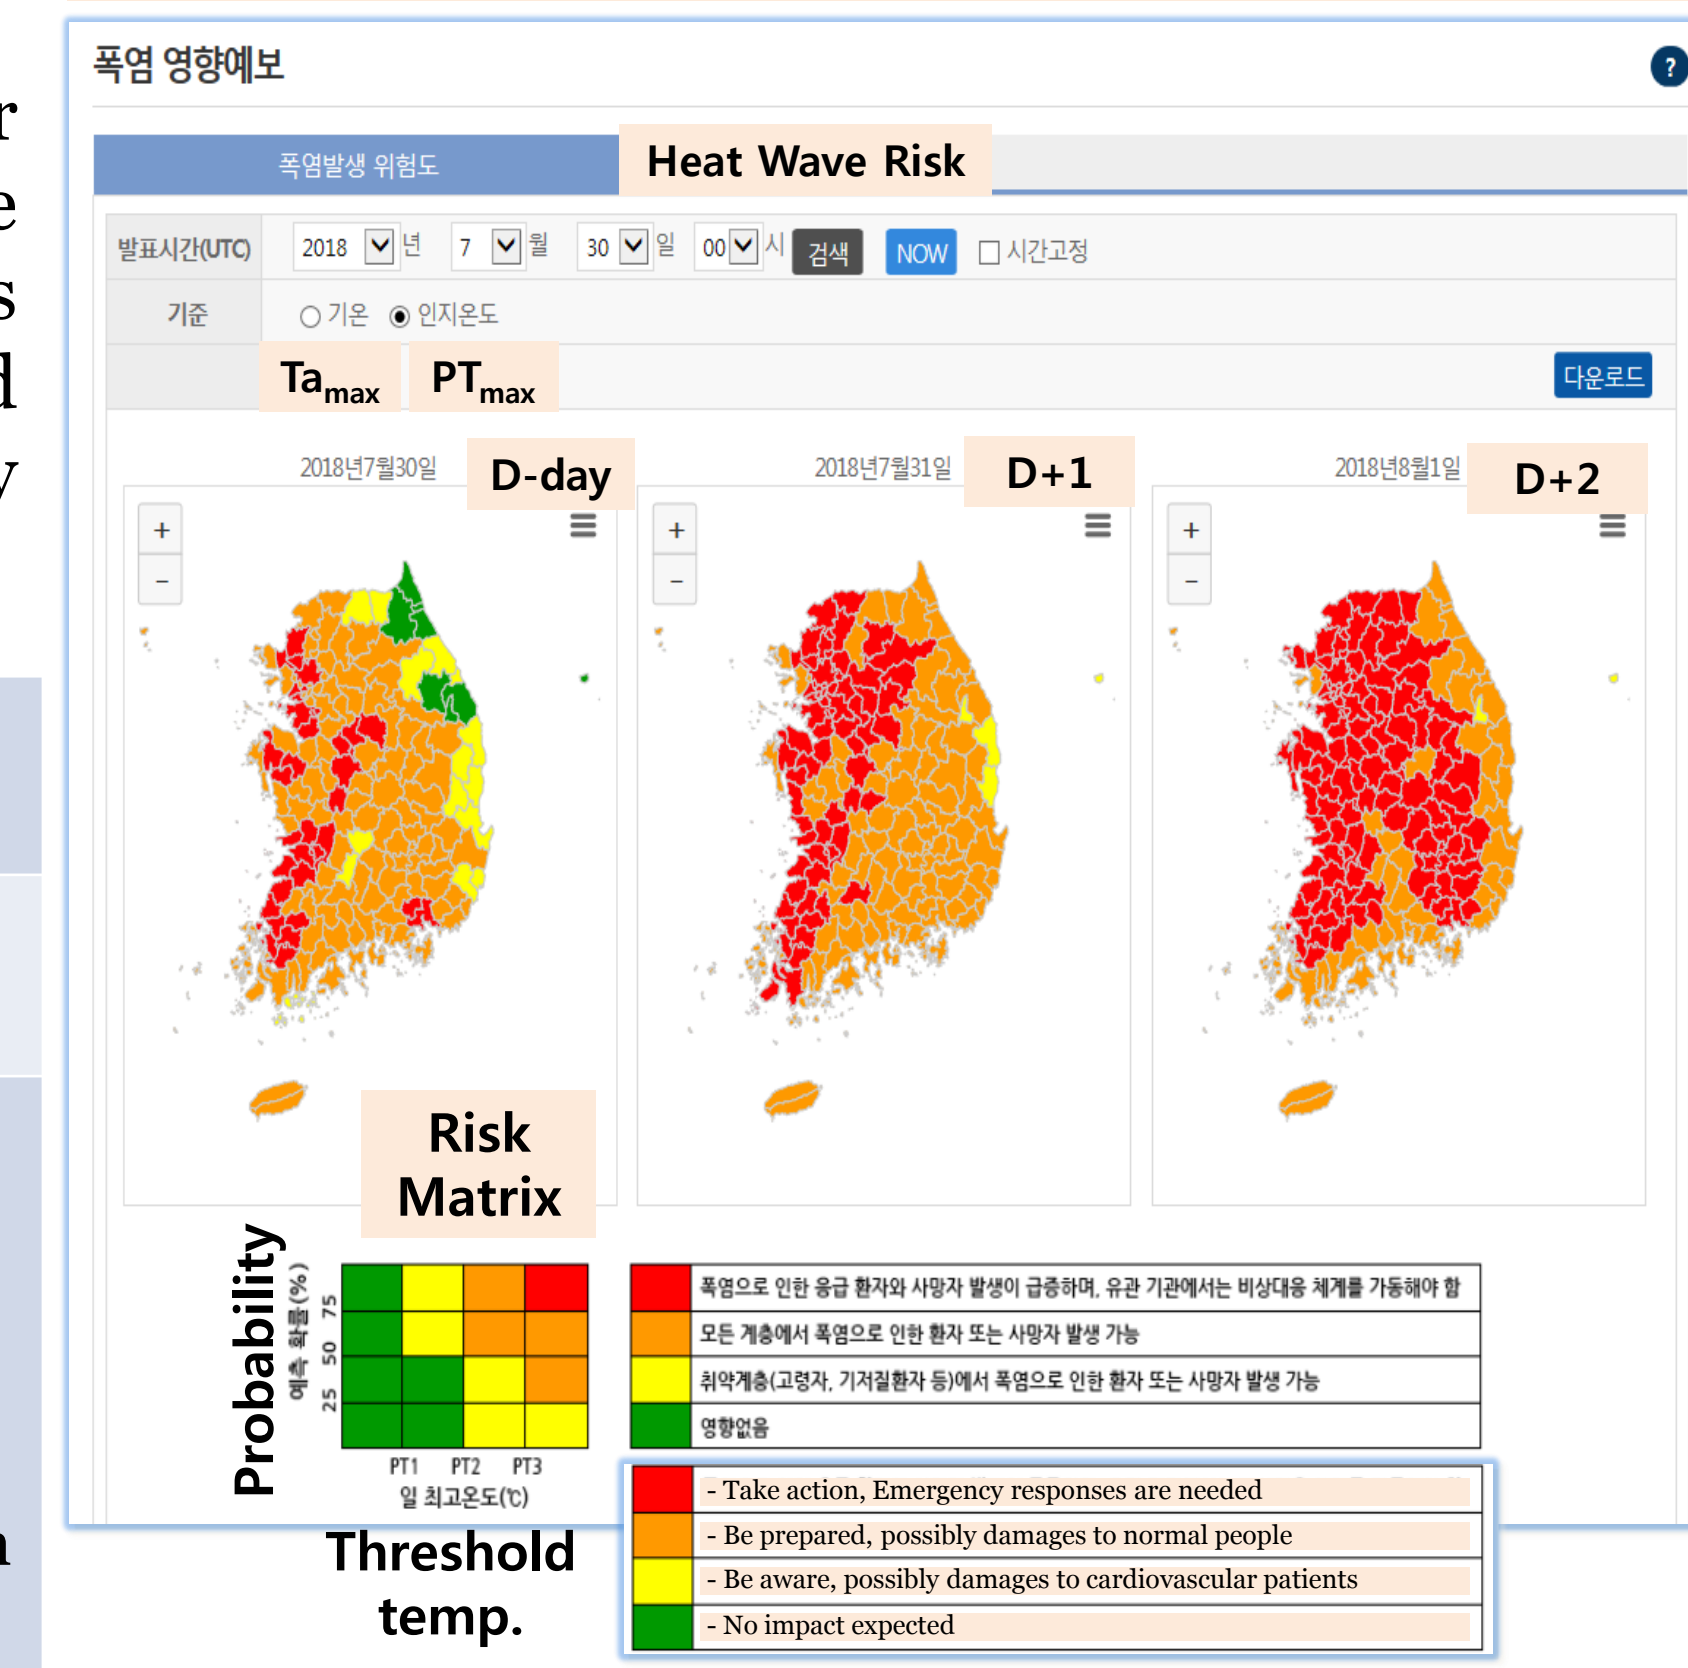 폭염 영향예보
?
r
e
s
d
y
n
폭염발생 위험도
Heat Wave Risk
발표시간(UTC) 2018 년 7 월 30 일 00 시 검색 NOW 시간고정
기준 기온 인지온도
Tamax PTmax 다운로드
2018년7월30일 D-day
2018년7월31일 D+1
2018년8월1일 D+2
+
−
+
−
+
−
Risk
Matrix
Probability
예측 확률(%)
75
50
25
PT1 PT2 PT3
일 최고온도(℃)
Threshold
temp.
폭염으로 인한 응급 환자와 사망자 발생이 급증하며, 유관 기관에서는 비상대응 체계를 가동해야 함
모든 계층에서 폭염으로 인한 환자 또는 사망자 발생 가능
취약계층(고령자, 기저질환자 등)에서 폭염으로 인한 환자 또는 사망자 발생 가능
영향없음
- Take action, Emergency responses are needed
- Be prepared, possibly damages to normal people
- Be aware, possibly damages to cardiovascular patients
- No impact expected